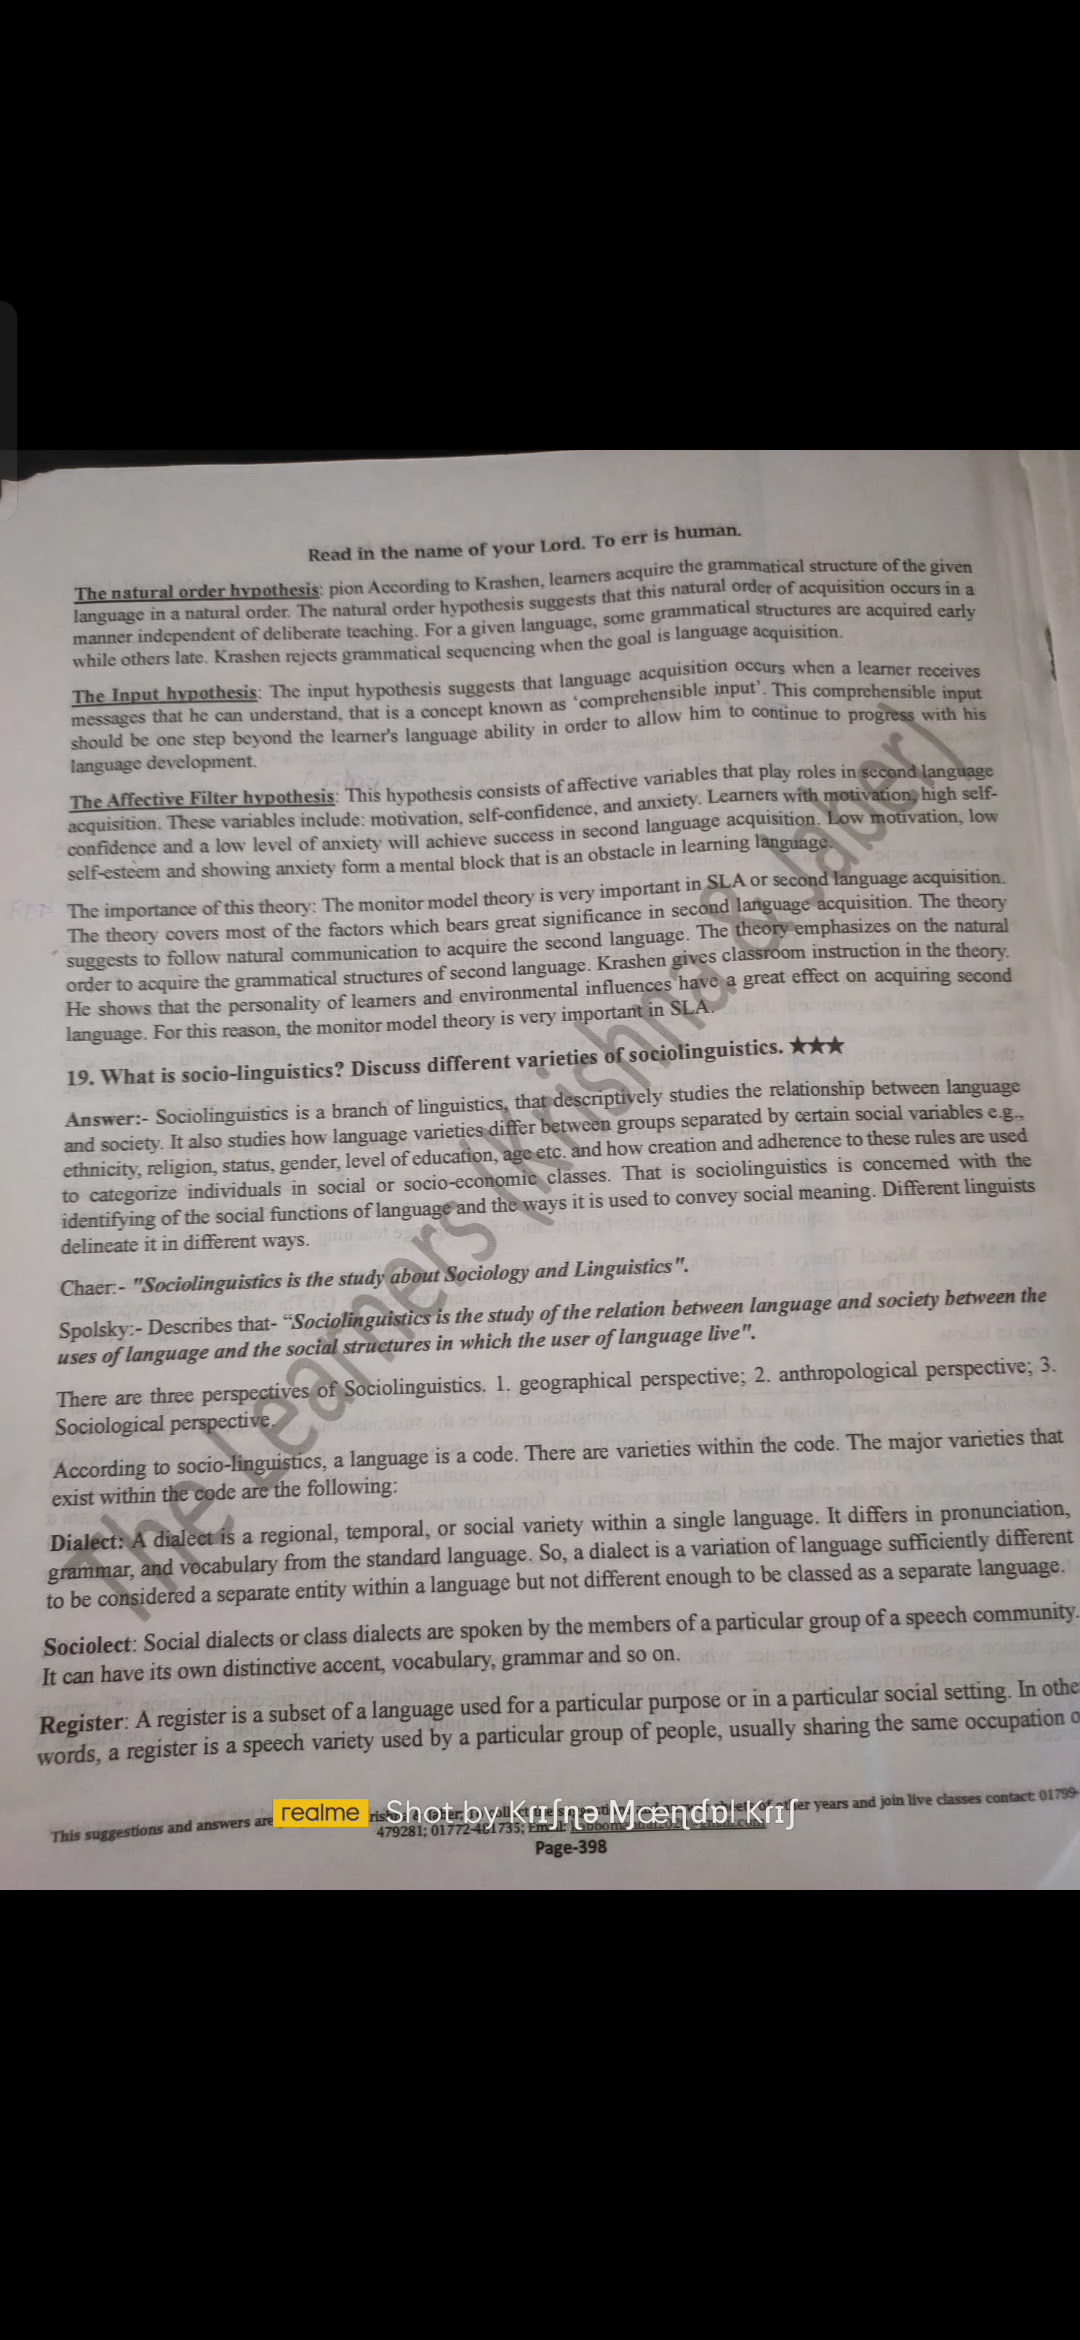 Read in the name of your Lord. To err is human.
The natural order hypothesis: pion According to Krashen, learners acquire the grammatical structure of the given
language in a natural order. The natural order hypothesis suggests that this natural order of acquisition occurs in a
manner independent of deliberate teaching. For a given language, some grammatical structures are acquired early
while others late. Krashen rejects grammatical sequencing when the goal is language acquisition.
The Input hypothesis: The input hypothesis suggests that language acquisition occurs when a learner receives
messages that he can understand, that is a concept known as ‘comprehensible input’. This comprehensible input
should be one step beyond the learner's language ability in order to allow him to continue to progress with his
language development.
The Affective Filter hypothesis: This hypothesis consists of affective variables that play roles in second language
acquisition. These variables include: motivation, self-confidence, and anxiety. Learners with motivation, high self-
confidence and a low level of anxiety will achieve success in second language acquisition. Low motivation, low
self-esteem and showing anxiety form a mental block that is an obstacle in learning language.
The importance of this theory: The monitor model theory is very important in SLA or second language acquisition.
The theory covers most of the factors which bears great significance in second language acquisition. The theory
suggests to follow natural communication to acquire the second language. The theory emphasizes on the natural
order to acquire the grammatical structures of second language. Krashen gives classroom instruction in the theory.
He shows that the personality of learners and environmental influences have a great effect on acquiring second
language. For this reason, the monitor model theory is very important in SLA.
19. What is socio-linguistics? Discuss different varieties of sociolinguistics. ★★★
Answer:- Sociolinguistics is a branch of linguistics, that descriptively studies the relationship between language
and society. It also studies how language varieties differ between groups separated by certain social variables e.g.,
ethnicity, religion, status, gender, level of education, age etc. and how creation and adherence to these rules are used
to categorize individuals in social or socio-economic classes. That is sociolinguistics is concerned with the
identifying of the social functions of language and the ways it is used to convey social meaning. Different linguists
delineate it in different ways.
Chaer:- "Sociolinguistics is the study about Sociology and Linguistics".
Spolsky:- Describes that- “Sociolinguistics is the study of the relation between language and society between the
uses of language and the social structures in which the user of language live".
There are three perspectives of Sociolinguistics. 1. geographical perspective; 2. anthropological perspective; 3.
Sociological perspective.
According to socio-linguistics, a language is a code. There are varieties within the code. The major varieties that
exist within the code are the following:
Dialect: A dialect is a regional, temporal, or social variety within a single language. It differs in pronunciation,
grammar, and vocabulary from the standard language. So, a dialect is a variation of language sufficiently different
to be considered a separate entity within a language but not different enough to be classed as a separate language.
Sociolect: Social dialects or class dialects are spoken by the members of a particular group of a speech community.
It can have its own distinctive accent, vocabulary, grammar and so on.
Register: A register is a subset of a language used for a particular purpose or in a particular social setting. In othe
words, a register is a speech variety used by a particular group of people, usually sharing the same occupation o
The Learners (Krishna & Jaber)
This suggestions and answers are years and join live classes contact: 01799-
479281; 01772-461735; Email:
realme Shot by Krɪʃɳə Mœnɖɒl Krɪʃ
Page-398